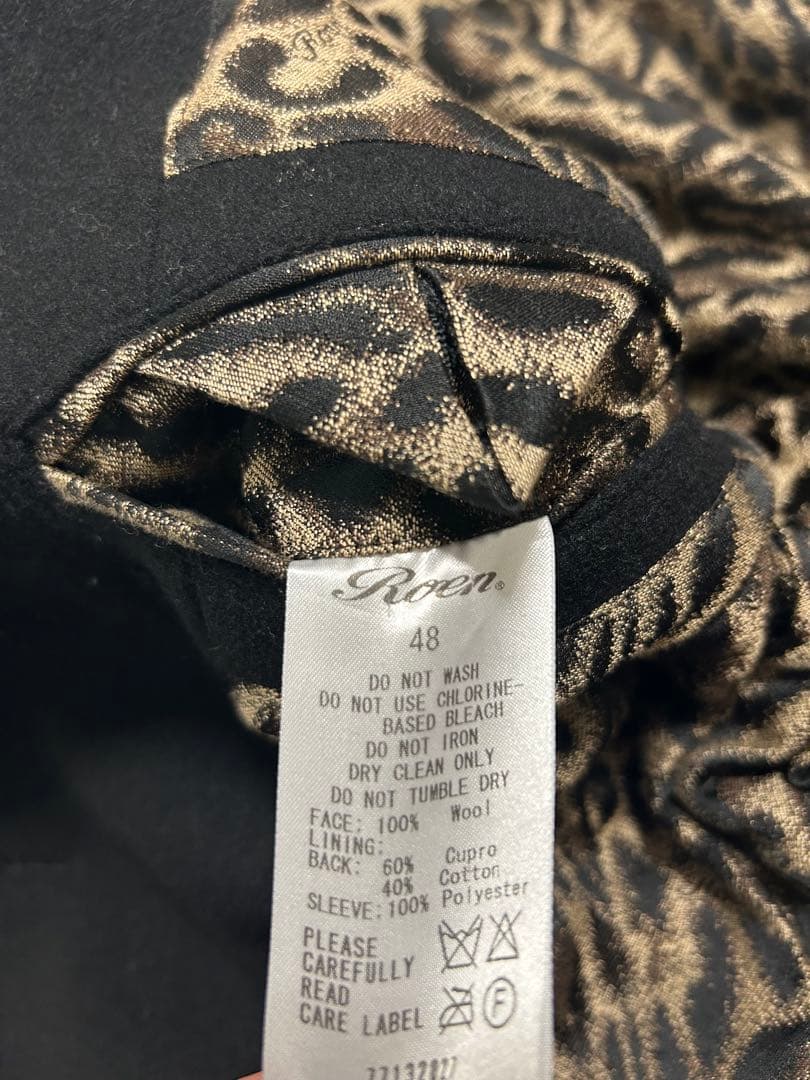 Roen®
48
DO NOT WASH
DO NOT USE CHLORINE-
BASED BLEACH
DO NOT IRON
DRY CLEAN ONLY
DO NOT TUMBLE DRY
FACE: 100% Wool
LINING:
BACK: 60% Cupro
40% Cotton
SLEEVE:100% Polyester
PLEASE
CAREFULLY
READ
CARE LABEL
F